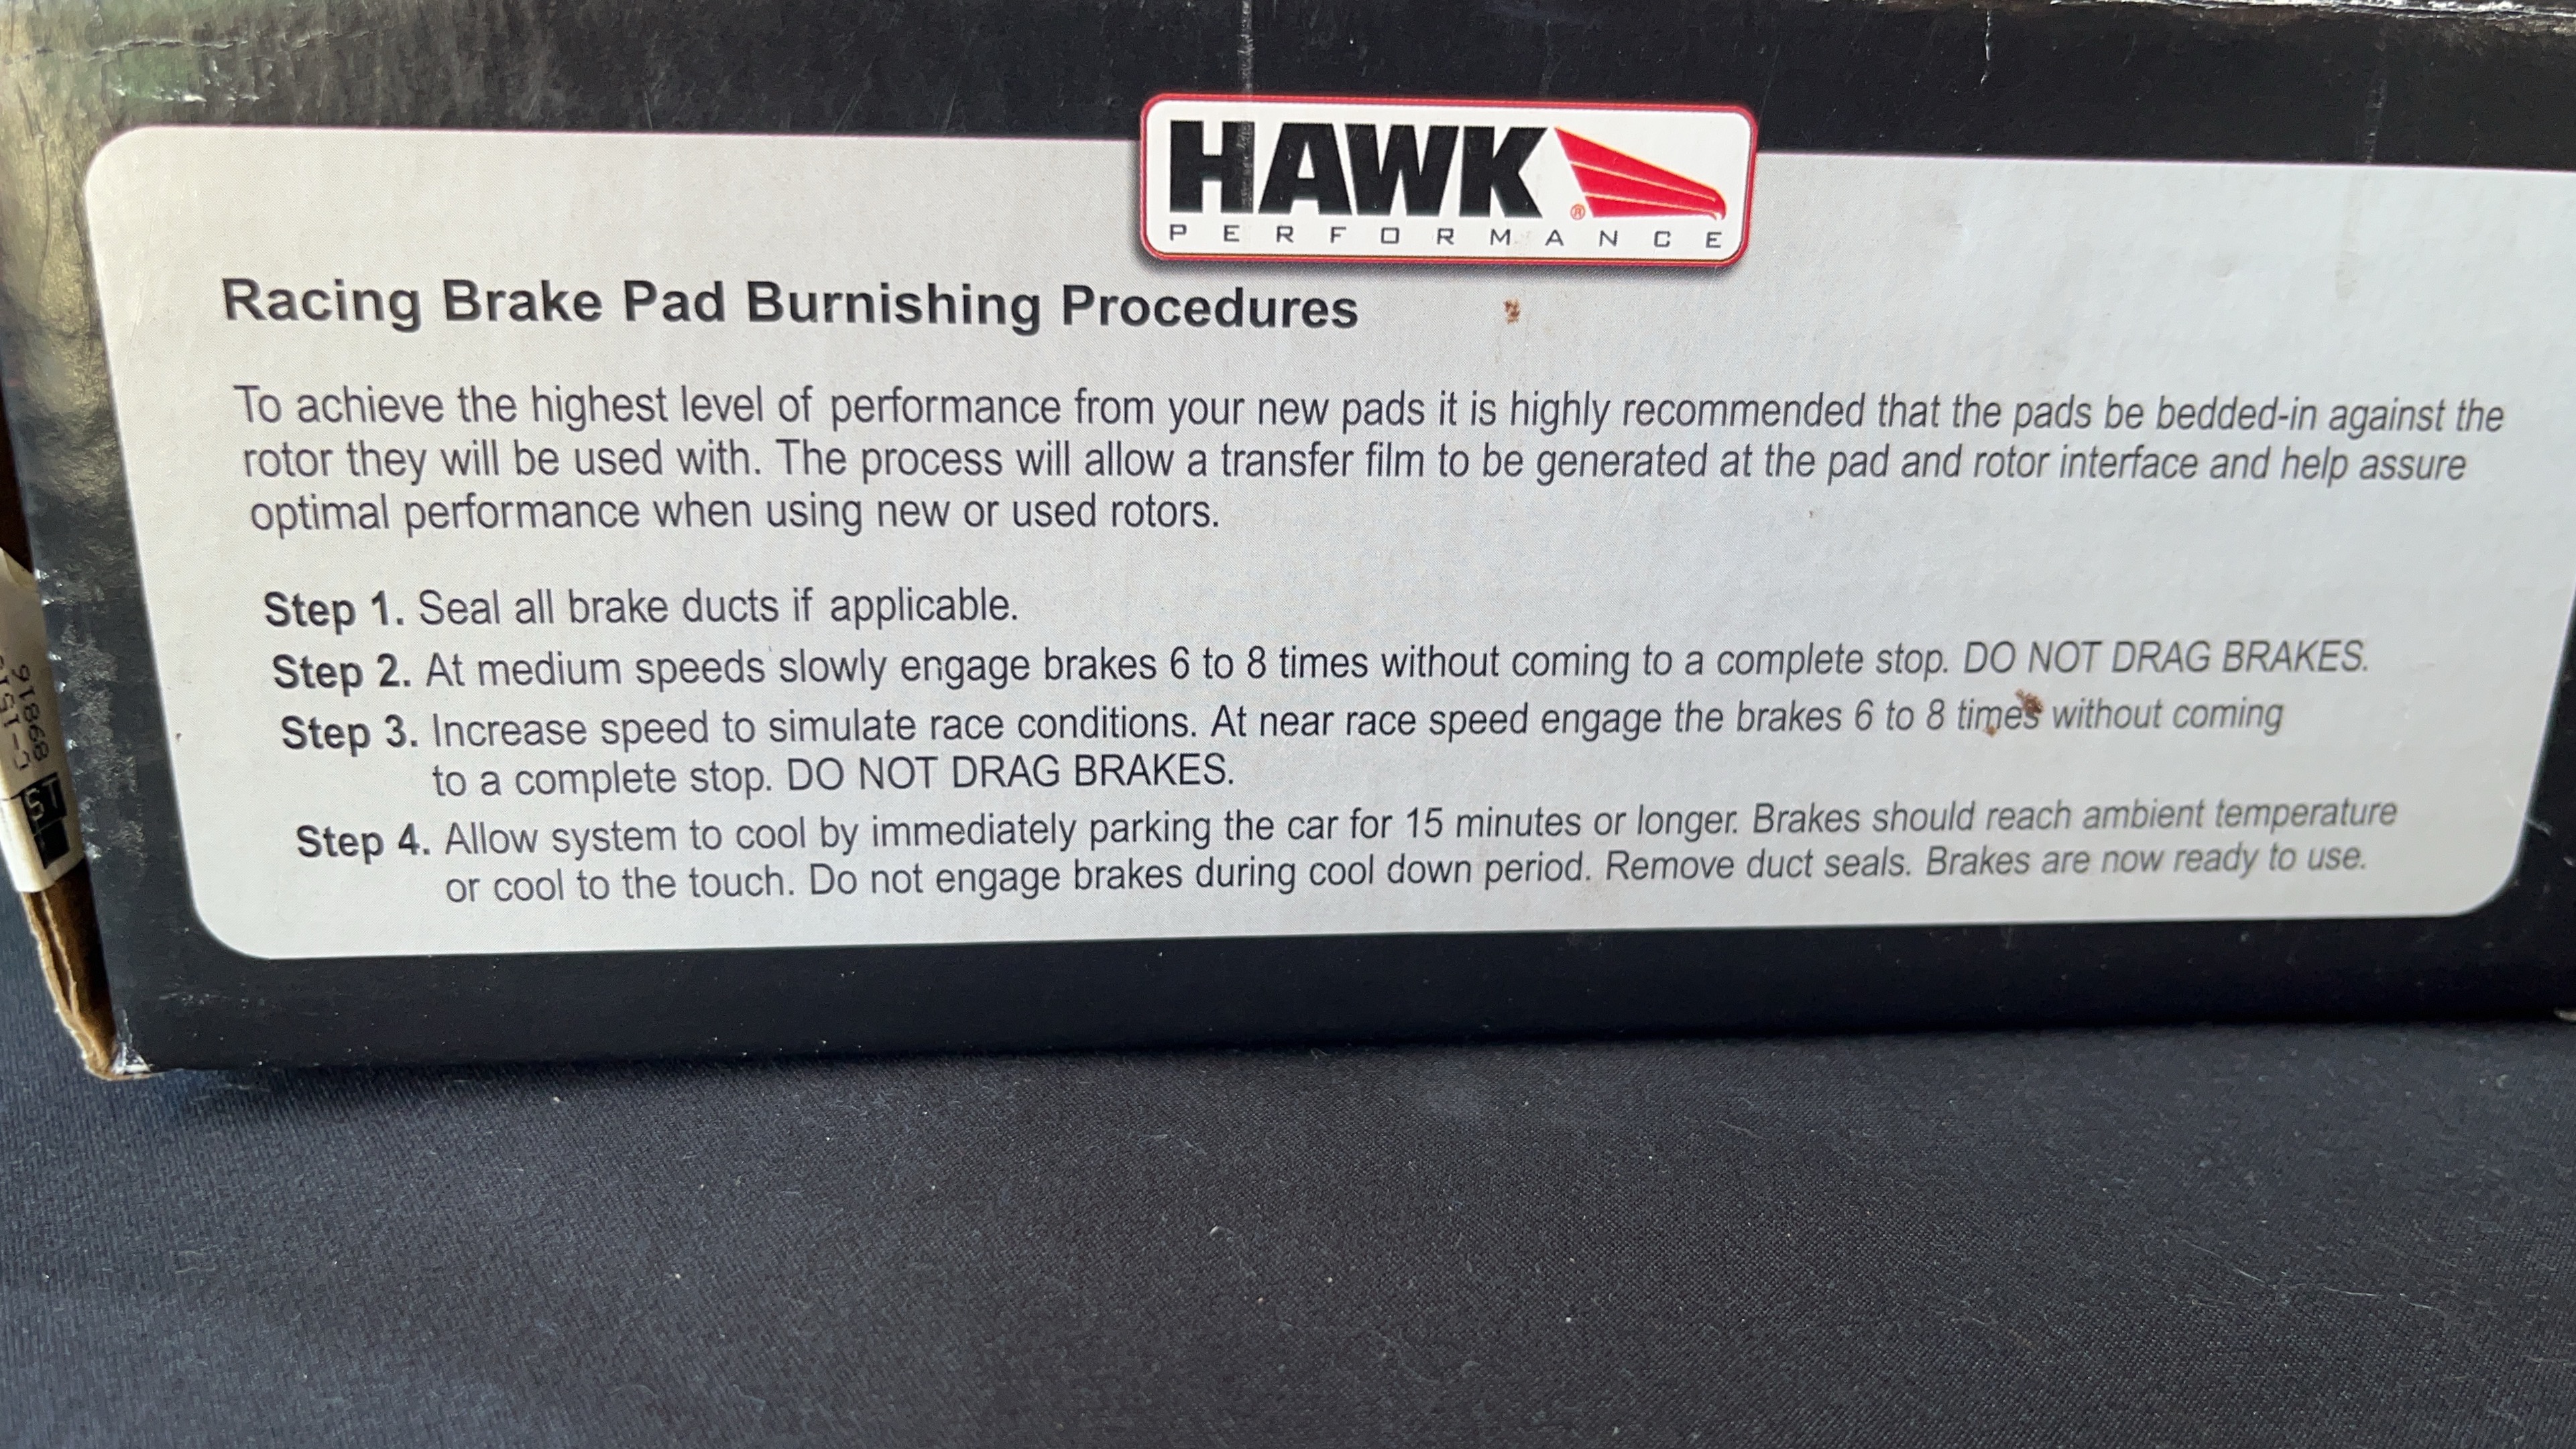 HAWK®
PERFORMANCE
Racing Brake Pad Burnishing Procedures
To achieve the highest level of performance from your new pads it is highly recommended that the pads be bedded-in against the
rotor they will be used with. The process will allow a transfer film to be generated at the pad and rotor interface and help assure
optimal performance when using new or used rotors.
Step 1. Seal all brake ducts if applicable.
Step 2. At medium speeds slowly engage brakes 6 to 8 times without coming to a complete stop. DO NOT DRAG BRAKES.
Step 3. Increase speed to simulate race conditions. At near race speed engage the brakes 6 to 8 times without coming
to a complete stop. DO NOT DRAG BRAKES.
Step 4. Allow system to cool by immediately parking the car for 15 minutes or longer. Brakes should reach ambient temperature
or cool to the touch. Do not engage brakes during cool down period. Remove duct seals. Brakes are now ready to use.